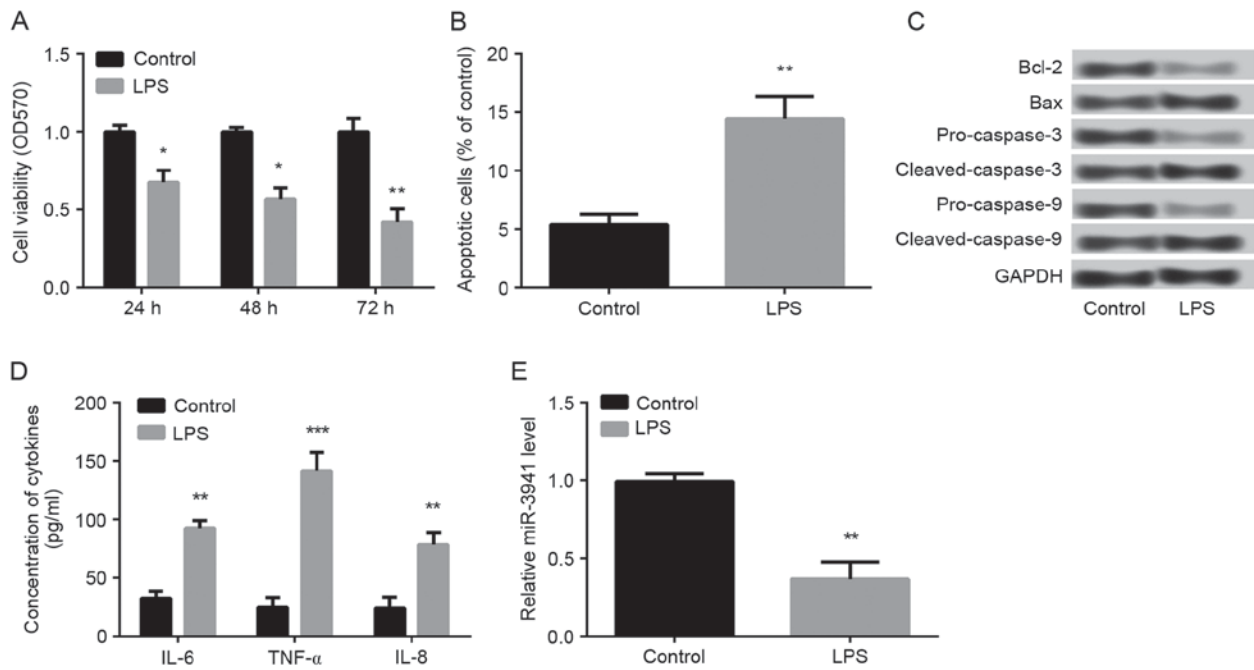 A
Control
LPS
Cell viability (OD570)
1.5
1.0
0.5
0.0
*
*
**
24 h
48 h
72 h
B
Apoptotic cells (% of control)
20
15
10
5
0
**
Control
LPS
C
Bcl-2
Bax
Pro-caspase-3
Cleaved-caspase-3
Pro-caspase-9
Cleaved-caspase-9
GAPDH
Control LPS
D
Control
LPS
Concentration of cytokines
(pg/ml)
200
150
100
50
0
**
***
**
IL-6
TNF-α
IL-8
E
Control
LPS
Relative miR-3941 level
1.5
1.0
0.5
0.0
**
Control
LPS